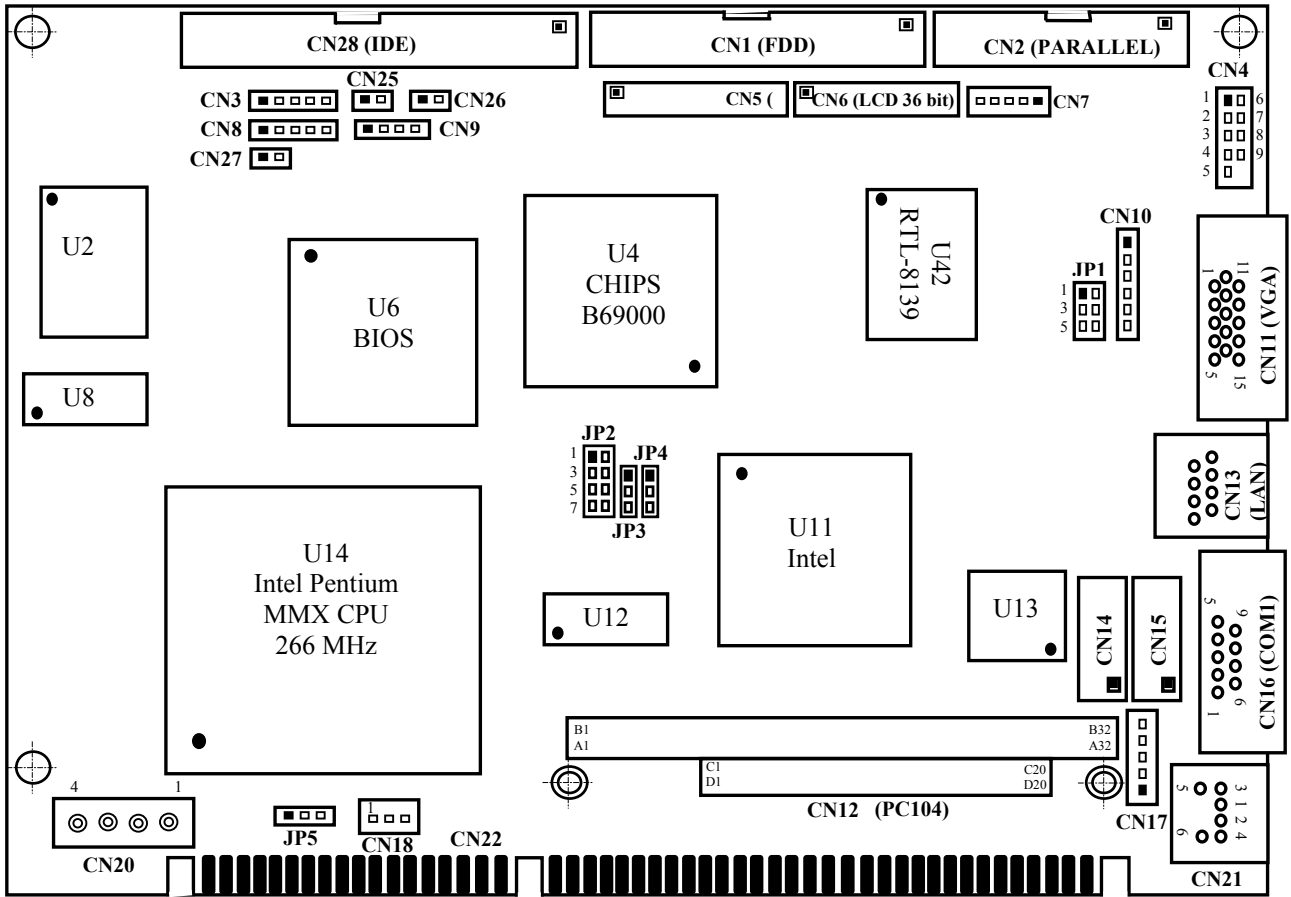 CN28 (IDE)
CN1 (FDD)
CN2 (PARALLEL)
CN4
CN25
CN3
CN26
CN5 (
CN6 (LCD 36 bit)
CN7
CN8
CN9
CN27
1 6
2 7
3 8
4 9
5
U2
U6
BIOS
U4
CHIPS
B69000
U42
RTL-8139
CN10
JP1
1
3
5
CN11 (VGA)
1 11
5 15
U8
JP2
1
3
5
7
JP4
JP3
CN13
(LAN)
U14
Intel Pentium
MMX CPU
266 MHz
U11
Intel
U12
U13
CN14
CN15
CN16 (COM1)
5 9
1 6
B1 B32
A1 A32
C1 C20
D1 D20
CN12 (PC104)
CN17
5 3
1
2
6 4
CN21
4 1
CN20
JP5
1
CN18
CN22